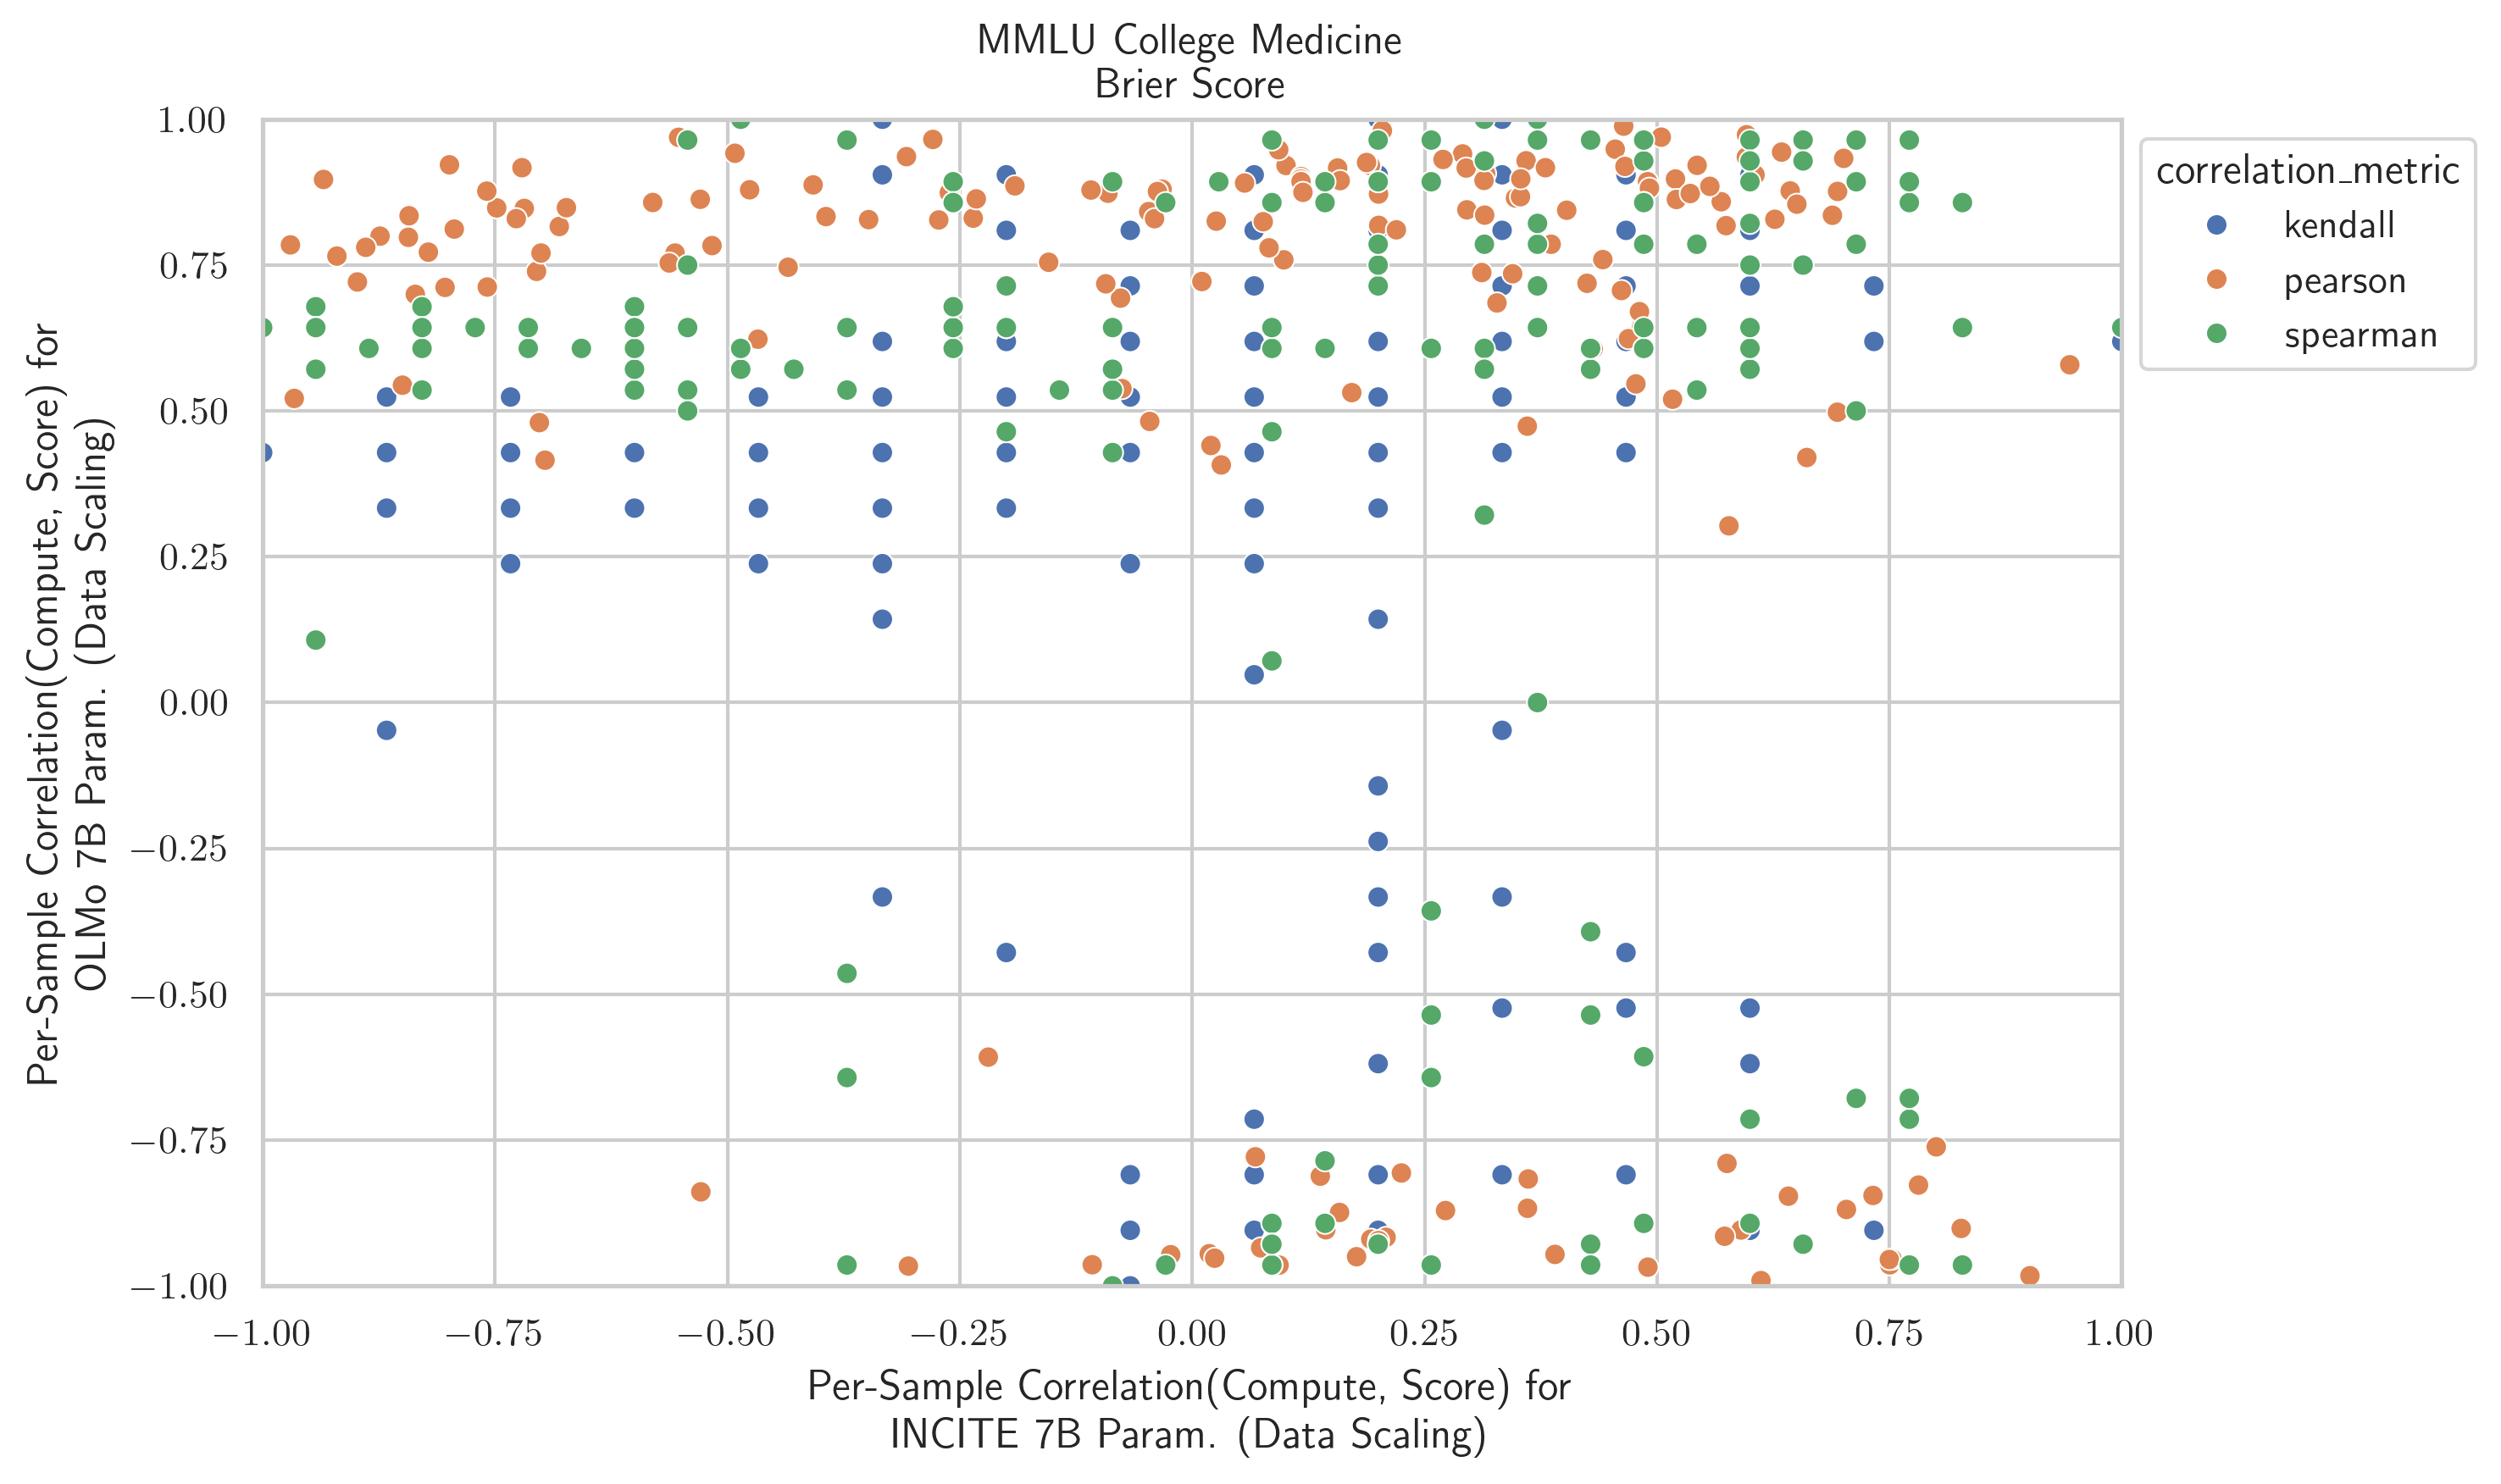 MMLU College Medicine
Brier Score
Per-Sample Correlation(Compute, Score) for
OLMo 7B Param. (Data Scaling)
1.00
0.75
0.50
0.25
0.00
−0.25
−0.50
−0.75
−1.00
−1.00 −0.75 −0.50 −0.25 0.00 0.25 0.50 0.75 1.00
Per-Sample Correlation(Compute, Score) for
INCITE 7B Param. (Data Scaling)
correlation_metric
kendall
pearson
spearman